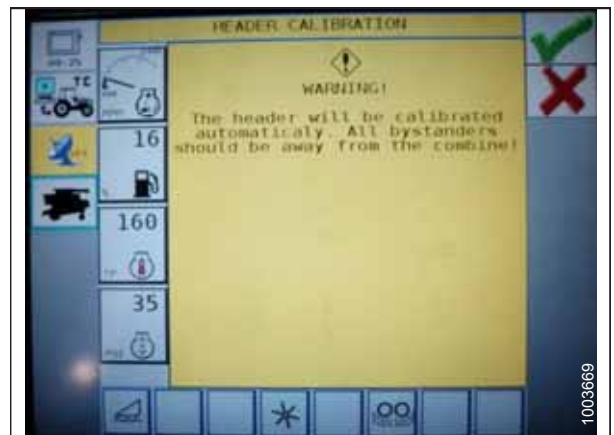 HEADER CALIBRATION
TC
WARNING!
The header will be calibrated
automaticaly. All bystanders
should be away from the combine!
16
160
35
1003669